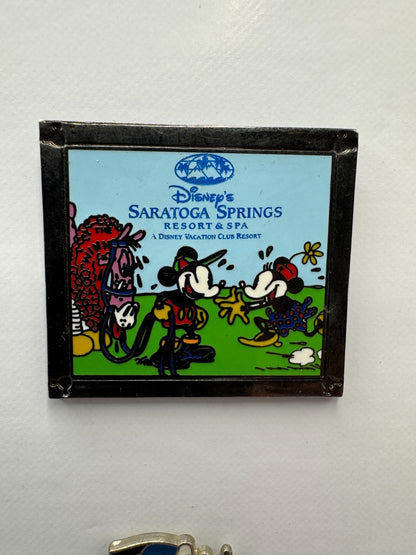 Disney's
SARATOGA SPRINGS
RESORT & SPA
A DISNEY VACATION CLUB RESORT